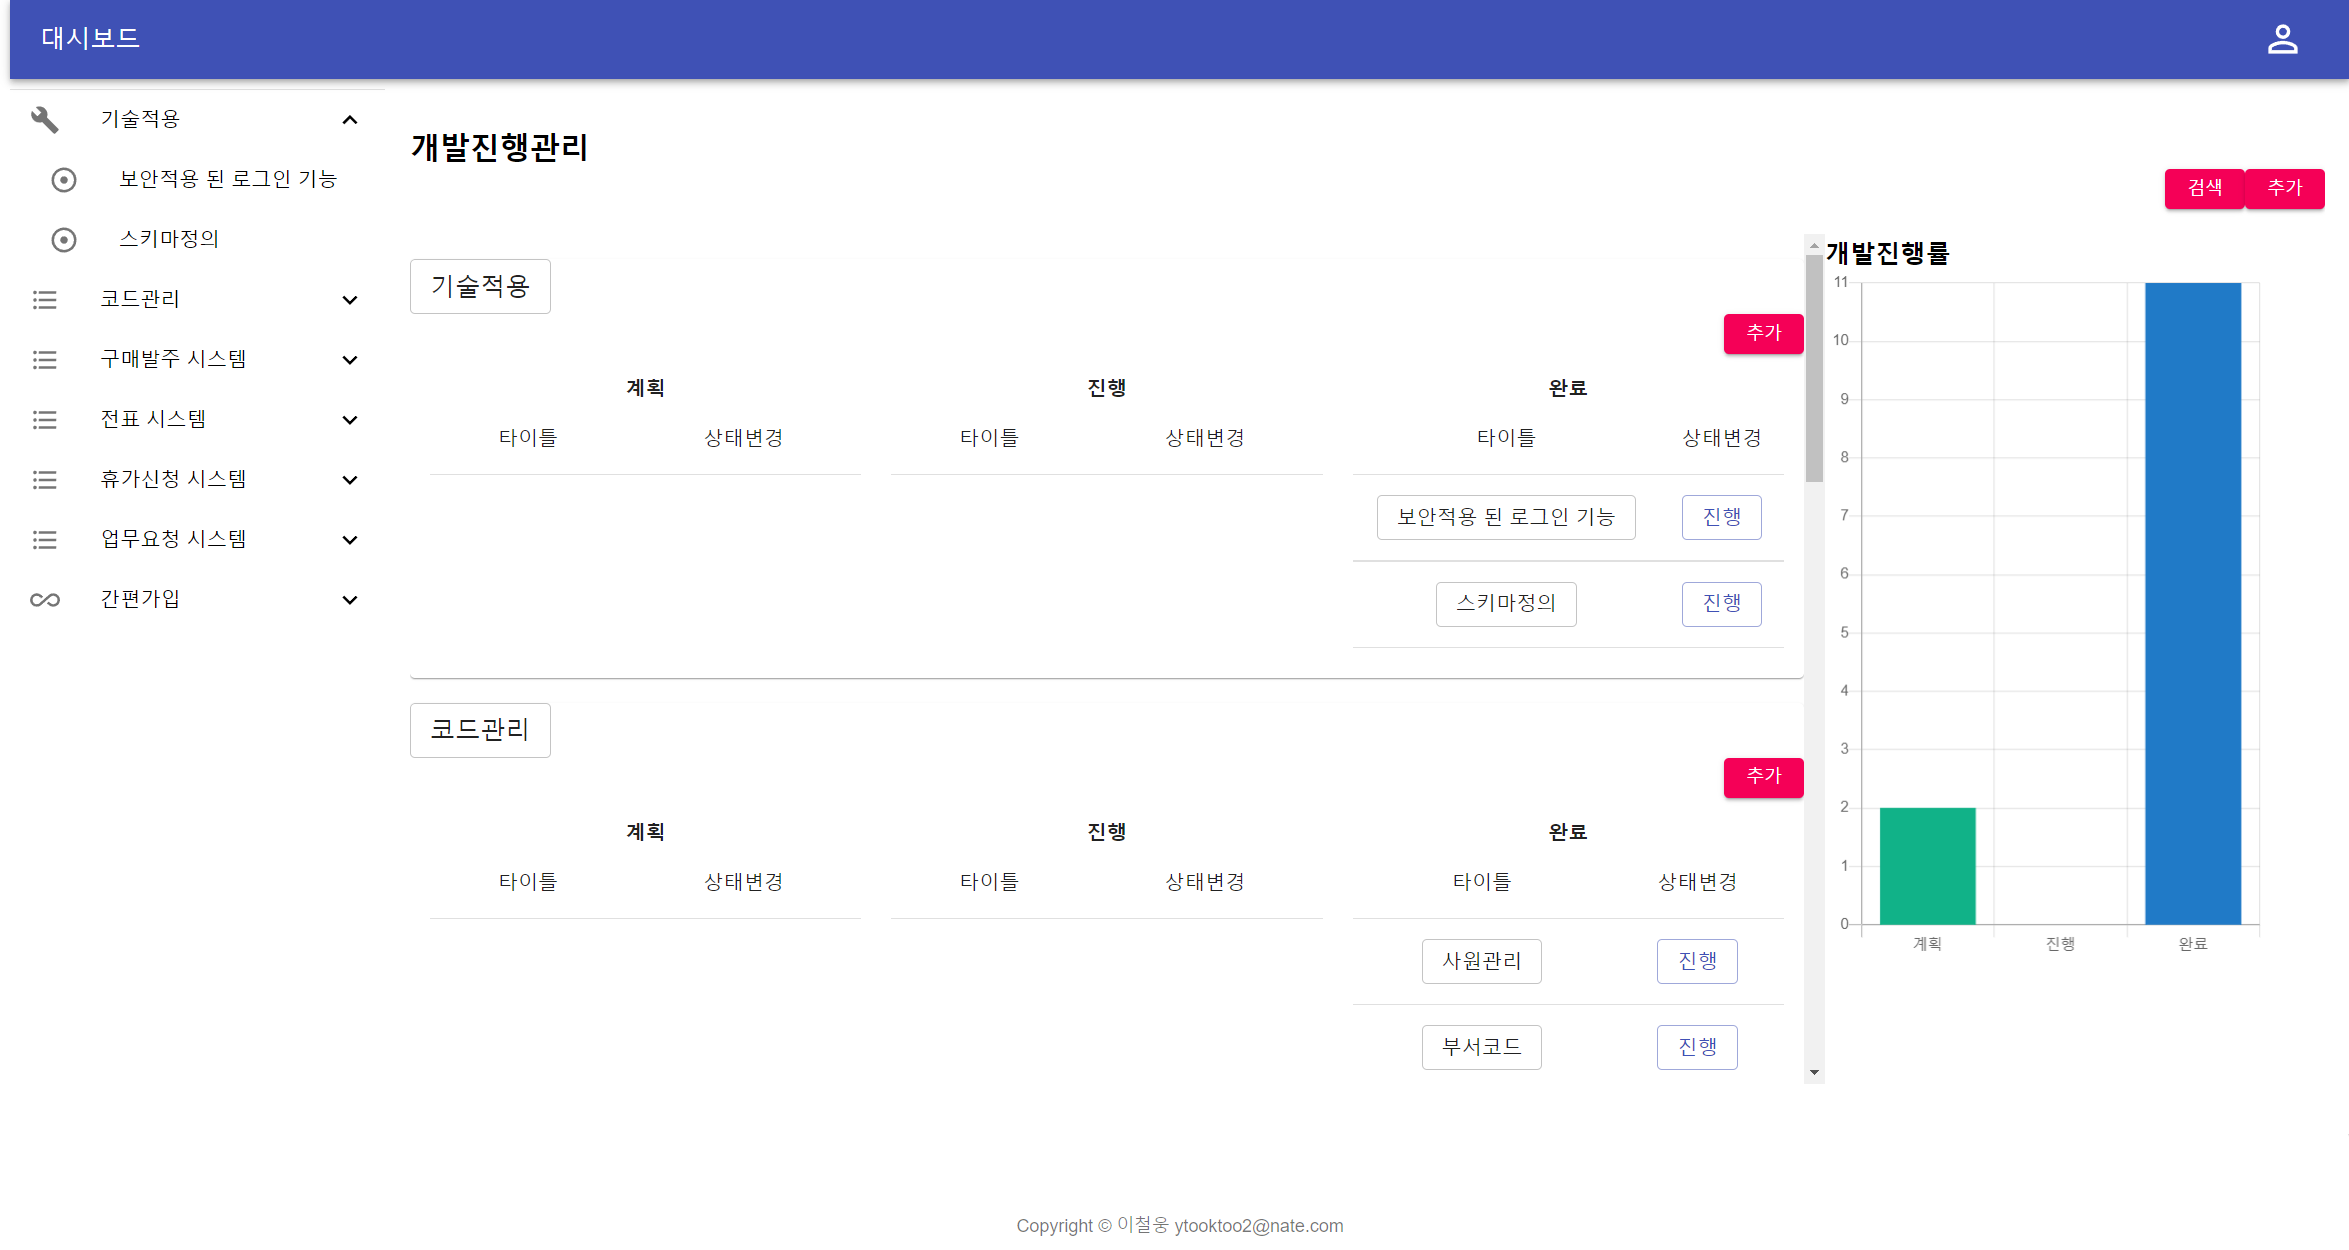 대시보드
기술적용
보안적용 된 로그인 기능
스키마정의
코드관리
구매발주 시스템
전표 시스템
휴가신청 시스템
업무요청 시스템
간편가입
개발진행관리
검색 추가
기술적용
추가
계획 진행 완료
타이틀 상태변경 타이틀 상태변경 타이틀 상태변경
보안적용 된 로그인 기능 진행
스키마정의 진행
코드관리
추가
계획 진행 완료
타이틀 상태변경 타이틀 상태변경 타이틀 상태변경
사원관리 진행
부서코드 진행
개발진행률
11
10
9
8
7
6
5
4
3
2
1
0
계획 진행 완료
Copyright © 이철웅 ytooktoo2@nate.com